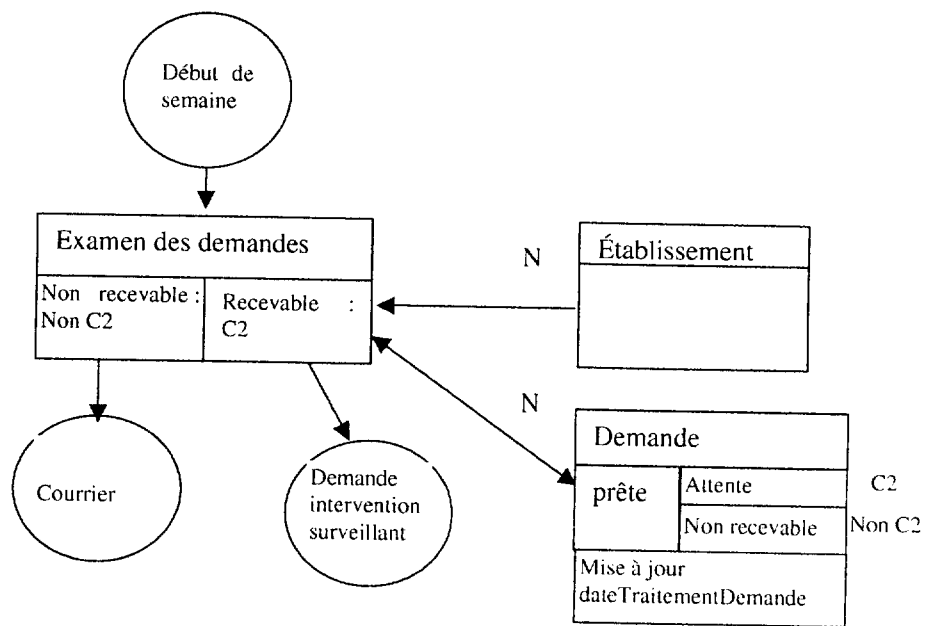 Début de
semaine
Examen des demandes
Non recevable :
Non C2
Recevable :
C2
N
Établissement
N
Courrier
Demande
intervention
surveillant
Demande
prête
Attente
C2
Non recevable
Non C2
Mise à jour
dateTraitementDemande